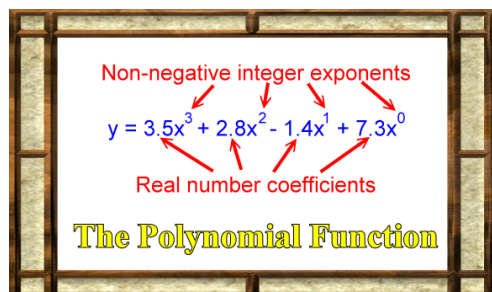 Non-negative integer exponents
y = 3.5x³ + 2.8x² - 1.4x¹ + 7.3x⁰
Real number coefficients
The Polynomial Function